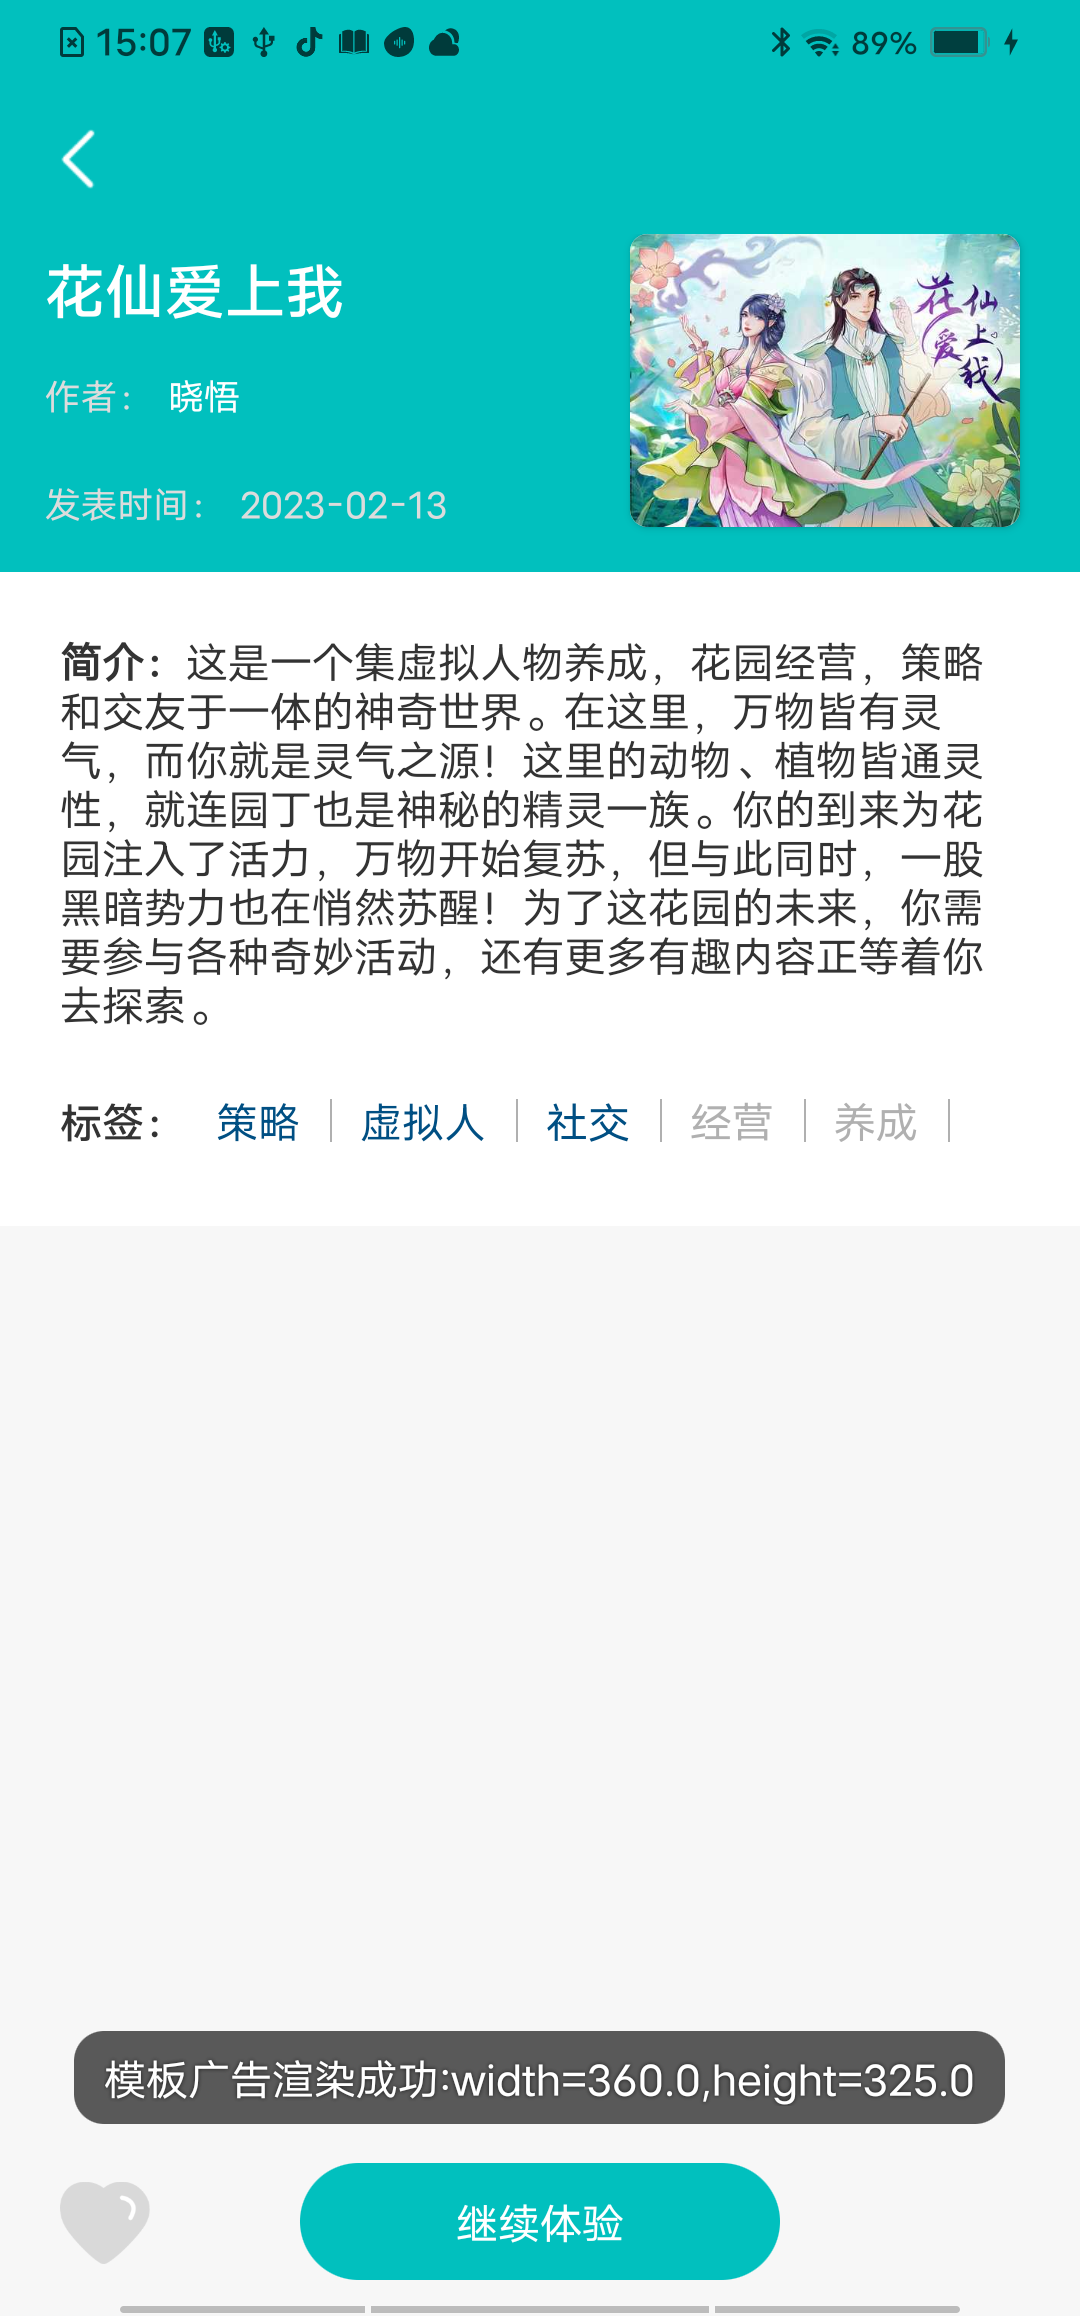 15:07
89%
花仙爱上我
作者： 晓悟
发表时间： 2023-02-13
花仙
爱上
我
简介：这是一个集虚拟人物养成，花园经营，策略
和交友于一体的神奇世界。在这里，万物皆有灵
气，而你就是灵气之源！这里的动物、植物皆通灵
性，就连园丁也是神秘的精灵一族。你的到来为花
园注入了活力，万物开始复苏，但与此同时，一股
黑暗势力也在悄然苏醒！为了这花园的未来，你需
要参与各种奇妙活动，还有更多有趣内容正等着你
去探索。
标签： 策略 虚拟人 社交 经营 养成
模板广告渲染成功:width=360.0,height=325.0
继续体验